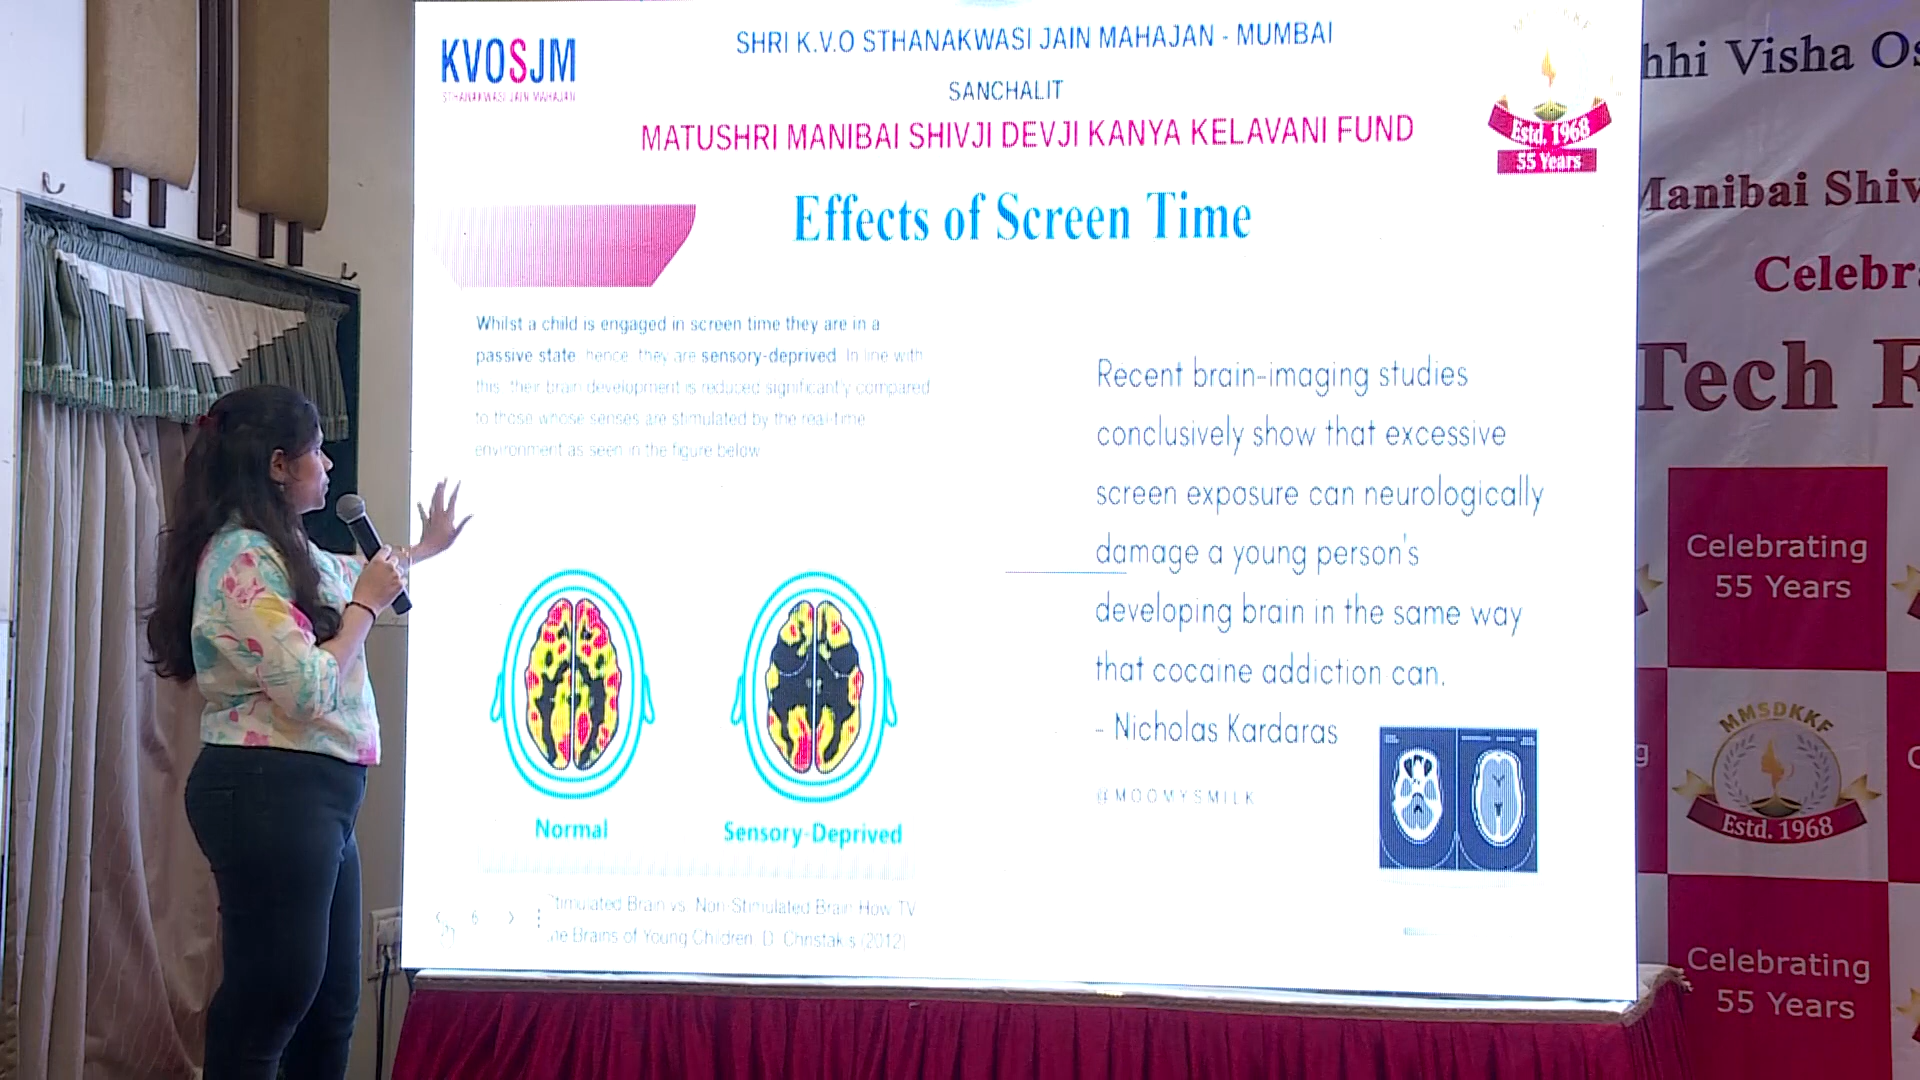 KVOSJM
STHANAKWASI JAIN MAHAJAN
SHRI K.V.O STHANAKWASI JAIN MAHAJAN - MUMBAI
SANCHALIT
MATUSHRI MANIBAI SHIVJI DEVJI KANYA KELAVANI FUND
Estd. 1968
55 Years
Effects of Screen Time
Whilst a child is engaged in screen time they are in a
passive state, hence, they are sensory-deprived. In line with
this, their brain development is reduced significantly compared
to those whose senses are stimulated by the real-time
environment as seen in the figure below.
Normal
Sensory-Deprived
Stimulated Brain vs. Non-Stimulated Brain How TV
the Brains of Young Children. D. Christakis (2012)
6
Recent brain-imaging studies
conclusively show that excessive
screen exposure can neurologically
damage a young person's
developing brain in the same way
that cocaine addiction can.
- Nicholas Kardaras
@MOOMYSMILK
hhi Visha Os
Manibai Shiv
Celebr
Tech F
Celebrating
55 Years
MMSDKKF
Estd. 1968
Celebrating
55 Years